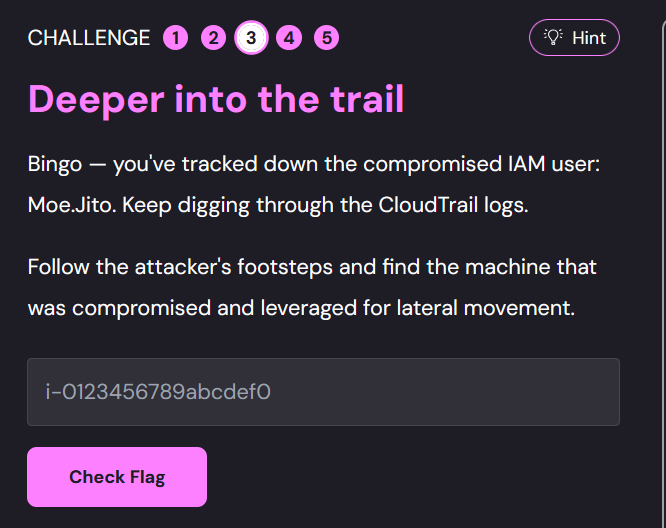 CHALLENGE 1 2 3 4 5 Hint
Deeper into the trail
Bingo — you've tracked down the compromised IAM user:
Moe.Jito. Keep digging through the CloudTrail logs.
Follow the attacker's footsteps and find the machine that
was compromised and leveraged for lateral movement.
i-0123456789abcdef0
Check Flag